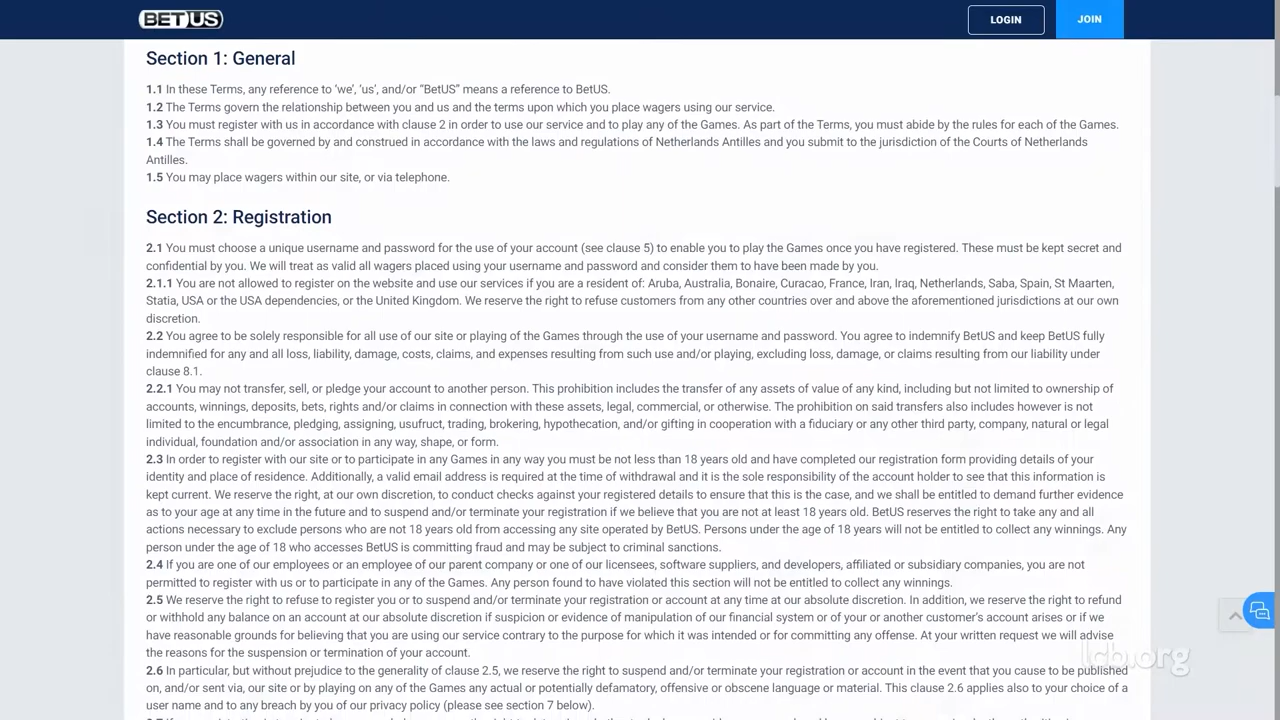 BETUS
LOGIN
JOIN
Section 1: General
1.1 In these Terms, any reference to 'we', 'us', and/or “BetUS” means a reference to BetUS.
1.2 The Terms govern the relationship between you and us and the terms upon which you place wagers using our service.
1.3 You must register with us in accordance with clause 2 in order to use our service and to play any of the Games. As part of the Terms, you must abide by the rules for each of the Games.
1.4 The Terms shall be governed by and construed in accordance with the laws and regulations of Netherlands Antilles and you submit to the jurisdiction of the Courts of Netherlands
Antilles.
1.5 You may place wagers within our site, or via telephone.
Section 2: Registration
2.1 You must choose a unique username and password for the use of your account (see clause 5) to enable you to play the Games once you have registered. These must be kept secret and
confidential by you. We will treat as valid all wagers placed using your username and password and consider them to have been made by you.
2.1.1 You are not allowed to register on the website and use our services if you are a resident of: Aruba, Australia, Bonaire, Curacao, France, Iran, Iraq, Netherlands, Saba, Spain, St Maarten,
Statia, USA or the USA dependencies, or the United Kingdom. We reserve the right to refuse customers from any other countries over and above the aforementioned jurisdictions at our own
discretion.
2.2 You agree to be solely responsible for all use of our site or playing of the Games through the use of your username and password. You agree to indemnify BetUS and keep BetUS fully
indemnified for any and all loss, liability, damage, costs, claims, and expenses resulting from such use and/or playing, excluding loss, damage, or claims resulting from our liability under
clause 8.1.
2.2.1 You may not transfer, sell, or pledge your account to another person. This prohibition includes the transfer of any assets of value of any kind, including but not limited to ownership of
accounts, winnings, deposits, bets, rights and/or claims in connection with these assets, legal, commercial, or otherwise. The prohibition on said transfers also includes however is not
limited to the encumbrance, pledging, assigning, usufruct, trading, brokering, hypothecation, and/or gifting in cooperation with a fiduciary or any other third party, company, natural or legal
individual, foundation and/or association in any way, shape, or form.
2.3 In order to register with our site or to participate in any Games in any way you must be not less than 18 years old and have completed our registration form providing details of your
identity and place of residence. Additionally, a valid email address is required at the time of withdrawal and it is the sole responsibility of the account holder to see that this information is
kept current. We reserve the right, at our own discretion, to conduct checks against your registered details to ensure that this is the case, and we shall be entitled to demand further evidence
as to your age at any time in the future and to suspend and/or terminate your registration if we believe that you are not at least 18 years old. BetUS reserves the right to take any and all
actions necessary to exclude persons who are not 18 years old from accessing any site operated by BetUS. Persons under the age of 18 years will not be entitled to collect any winnings. Any
person under the age of 18 who accesses BetUS is committing fraud and may be subject to criminal sanctions.
2.4 If you are one of our employees or an employee of our parent company or one of our licensees, software suppliers, and developers, affiliated or subsidiary companies, you are not
permitted to register with us or to participate in any of the Games. Any person found to have violated this section will not be entitled to collect any winnings.
2.5 We reserve the right to refuse to register you or to suspend and/or terminate your registration or account at any time at our absolute discretion. In addition, we reserve the right to refund
or withhold any balance on an account at our absolute discretion if suspicion or evidence of manipulation of our financial system or of your or another customer's account arises or if we
have reasonable grounds for believing that you are using our service contrary to the purpose for which it was intended or for committing any offense. At your written request we will advise
the reasons for the suspension or termination of your account.
2.6 In particular, but without prejudice to the generality of clause 2.5, we reserve the right to suspend and/or terminate your registration or account in the event that you cause to be published
on, and/or sent via, our site or by playing on any of the Games any actual or potentially defamatory, offensive or obscene language or material. This clause 2.6 applies also to your choice of a
user name and to any breach by you of our privacy policy (please see section 7 below).
lcb.org